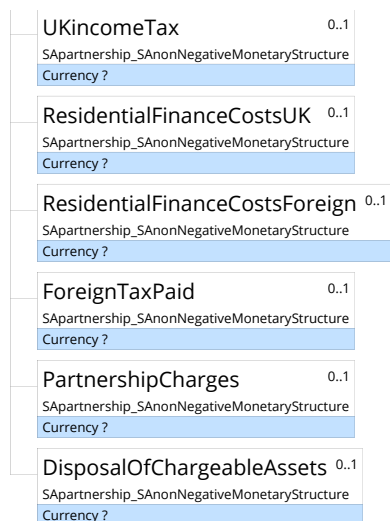 UKincomeTax 0..1
SApartnership_SAnonNegativeMonetaryStructure
Currency ?
ResidentialFinanceCostsUK 0..1
SApartnership_SAnonNegativeMonetaryStructure
Currency ?
ResidentialFinanceCostsForeign 0..1
SApartnership_SAnonNegativeMonetaryStructure
Currency ?
ForeignTaxPaid 0..1
SApartnership_SAnonNegativeMonetaryStructure
Currency ?
PartnershipCharges 0..1
SApartnership_SAnonNegativeMonetaryStructure
Currency ?
DisposalOfChargeableAssets 0..1
SApartnership_SAnonNegativeMonetaryStructure
Currency ?